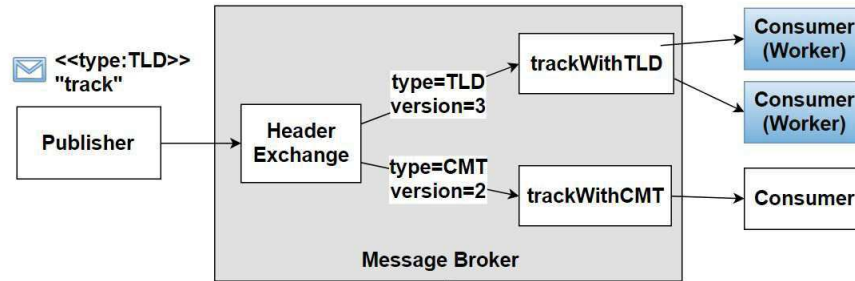 <<type:TLD>>
"track"
Publisher
Header
Exchange
type=TLD
version=3
type=CMT
version=2
trackWithTLD
trackWithCMT
Consumer
(Worker)
Consumer
(Worker)
Consumer
Message Broker